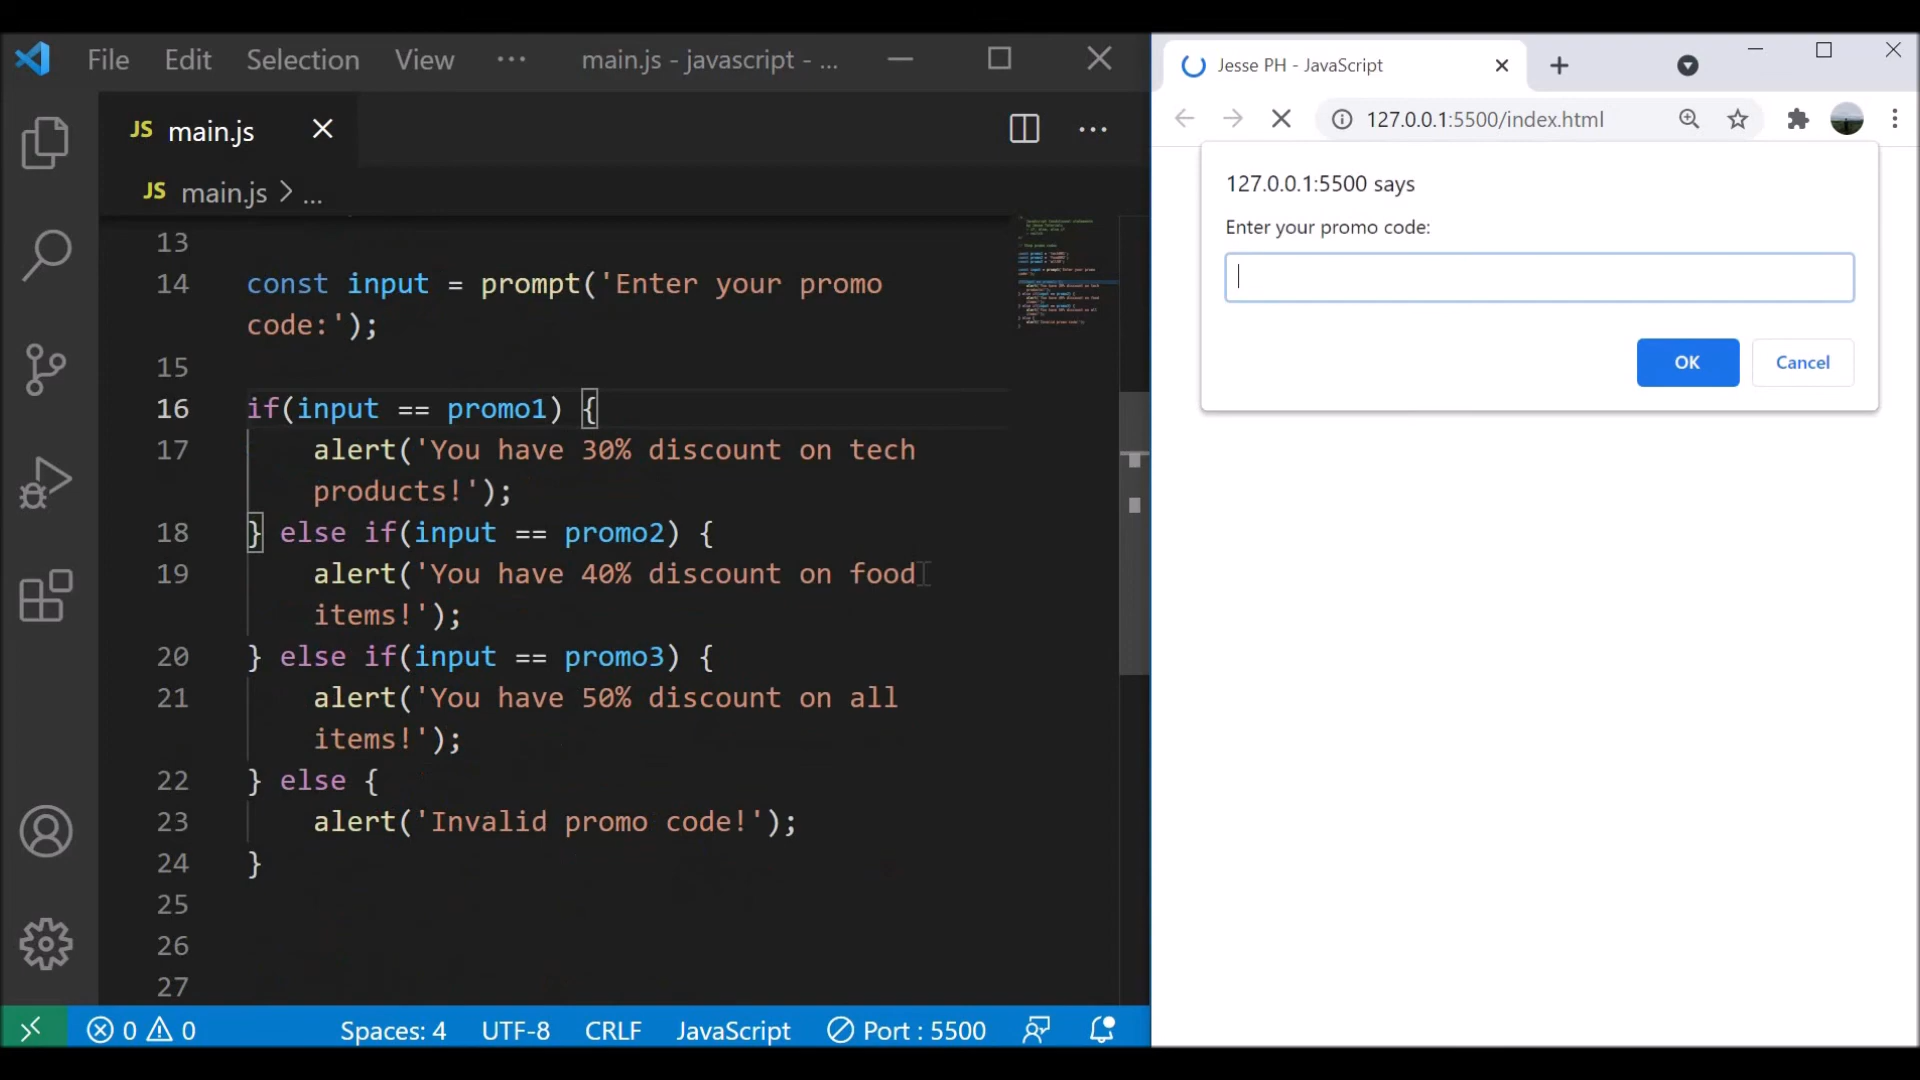 File Edit Selection View ··· main.js - javascript - ...
JS main.js
JS main.js > ...
13
14 const input = prompt('Enter your promo
code:');
15
16 if(input == promo1) {
17 alert('You have 30% discount on tech
products!');
18 } else if(input == promo2) {
19 alert('You have 40% discount on food
items!');
20 } else if(input == promo3) {
21 alert('You have 50% discount on all
items!');
22 } else {
23 alert('Invalid promo code!');
24 }
25
26
27
0 0 Spaces: 4 UTF-8 CRLF JavaScript Port : 5500
Jesse PH - JavaScript
127.0.0.1:5500/index.html
127.0.0.1:5500 says
Enter your promo code:
OK Cancel